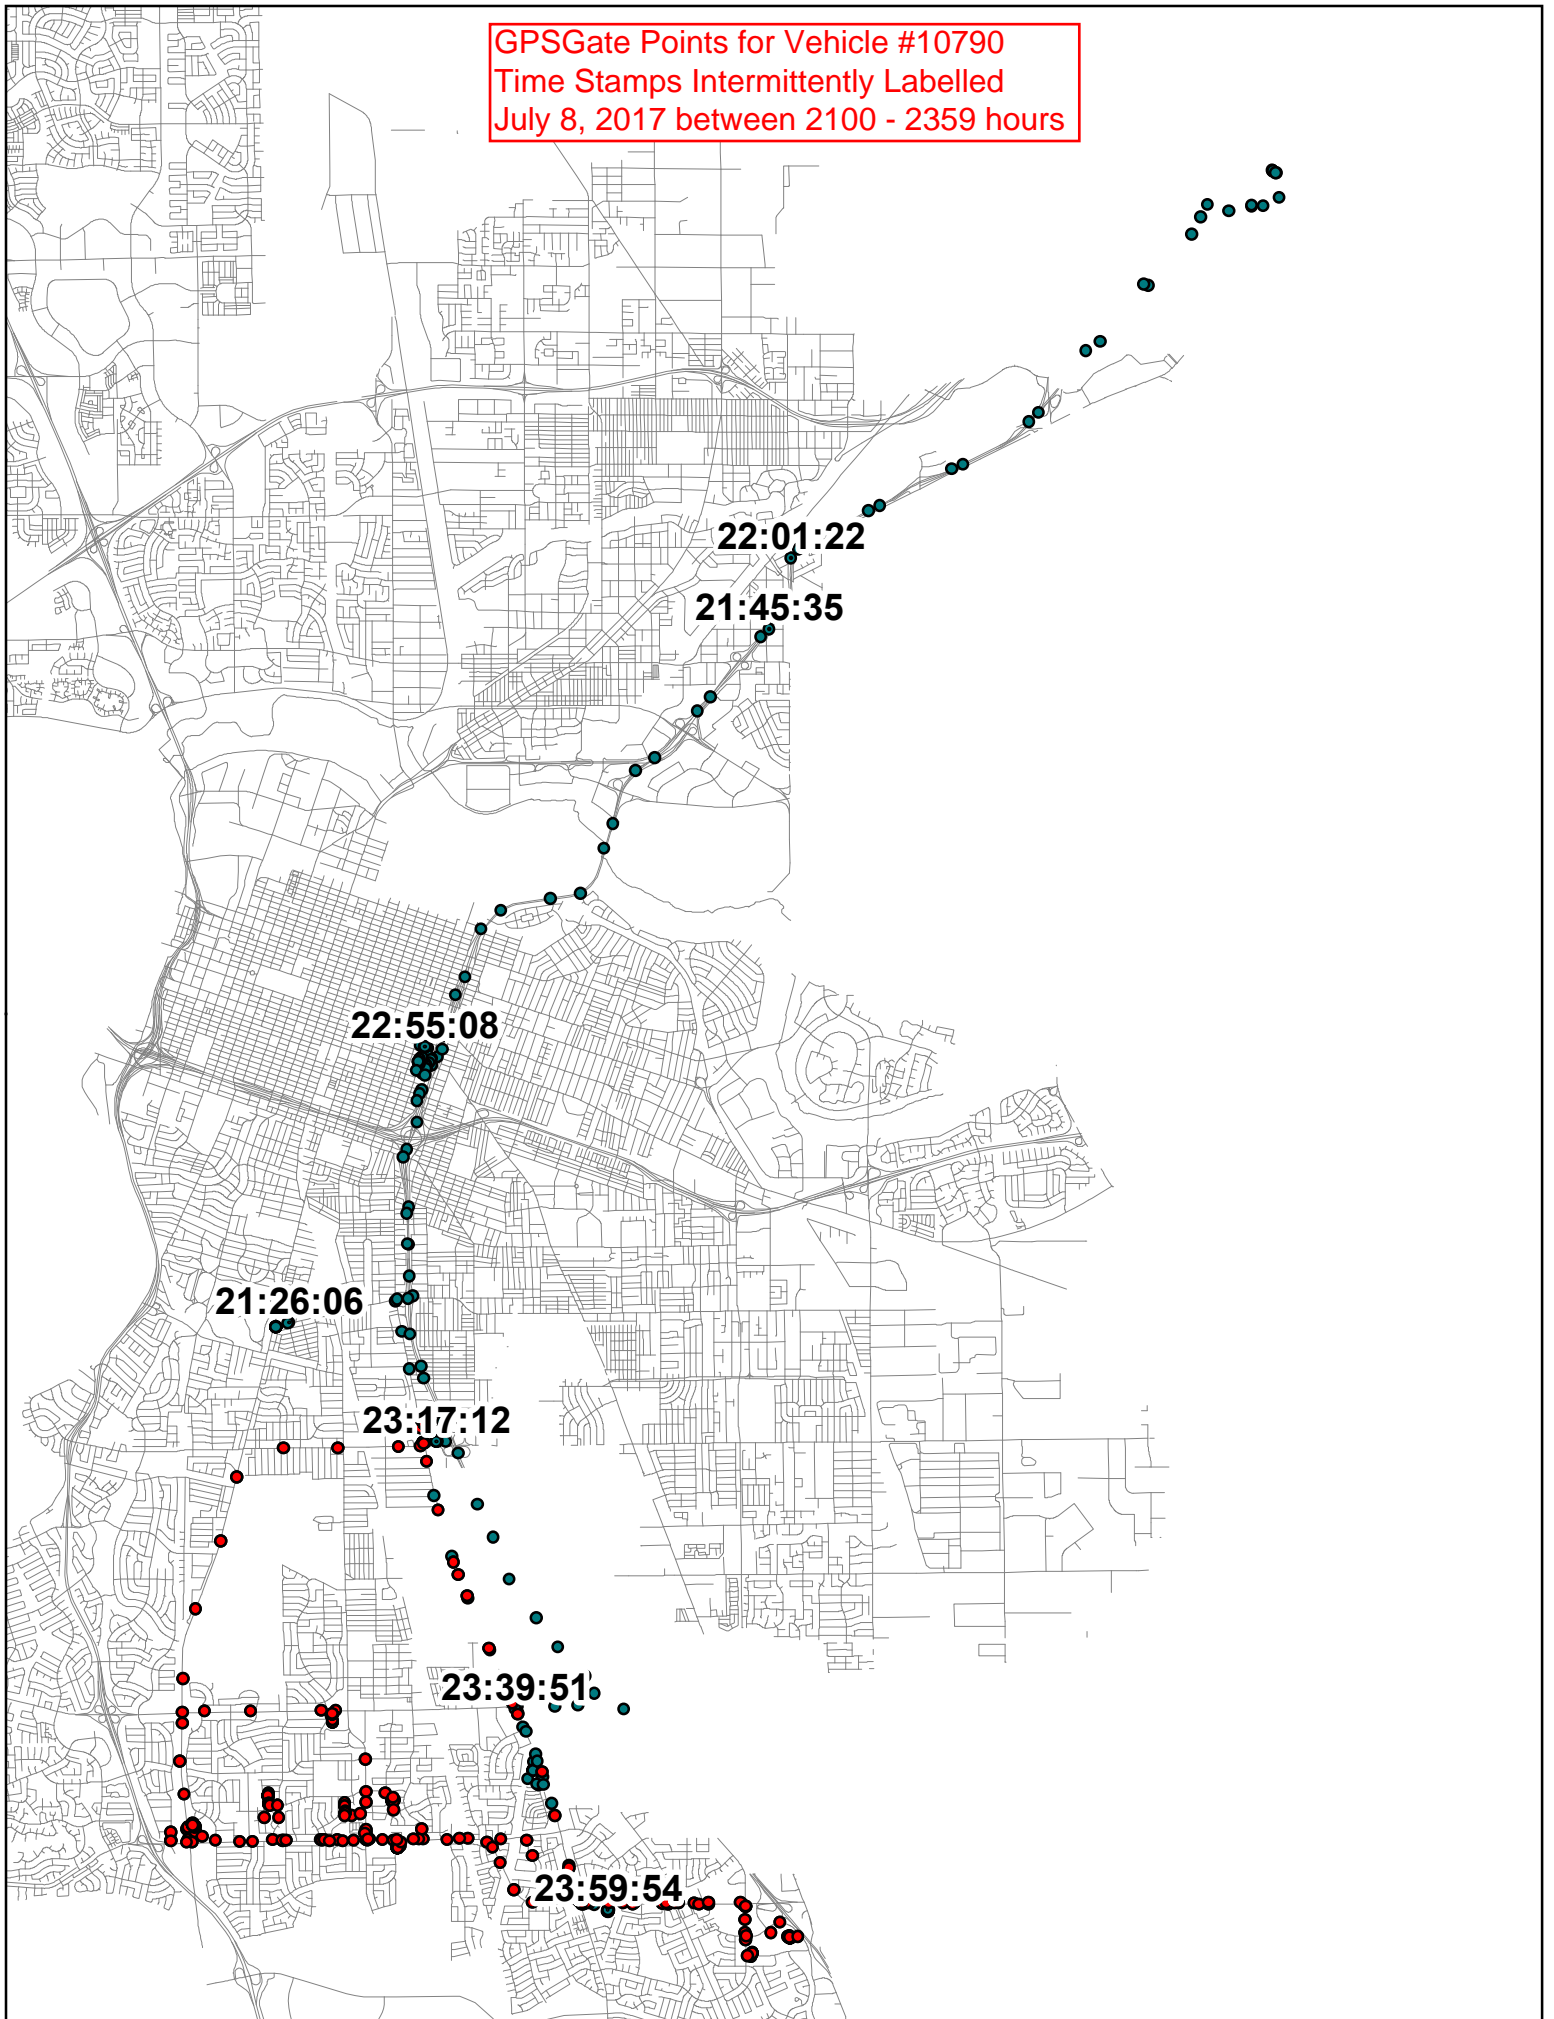 GPSGate Points for Vehicle #10790
Time Stamps Intermittently Labelled
July 8, 2017 between 2100 - 2359 hours
22:01:22
21:45:35
22:55:08
21:26:06
23:17:12
23:39:51
23:59:54